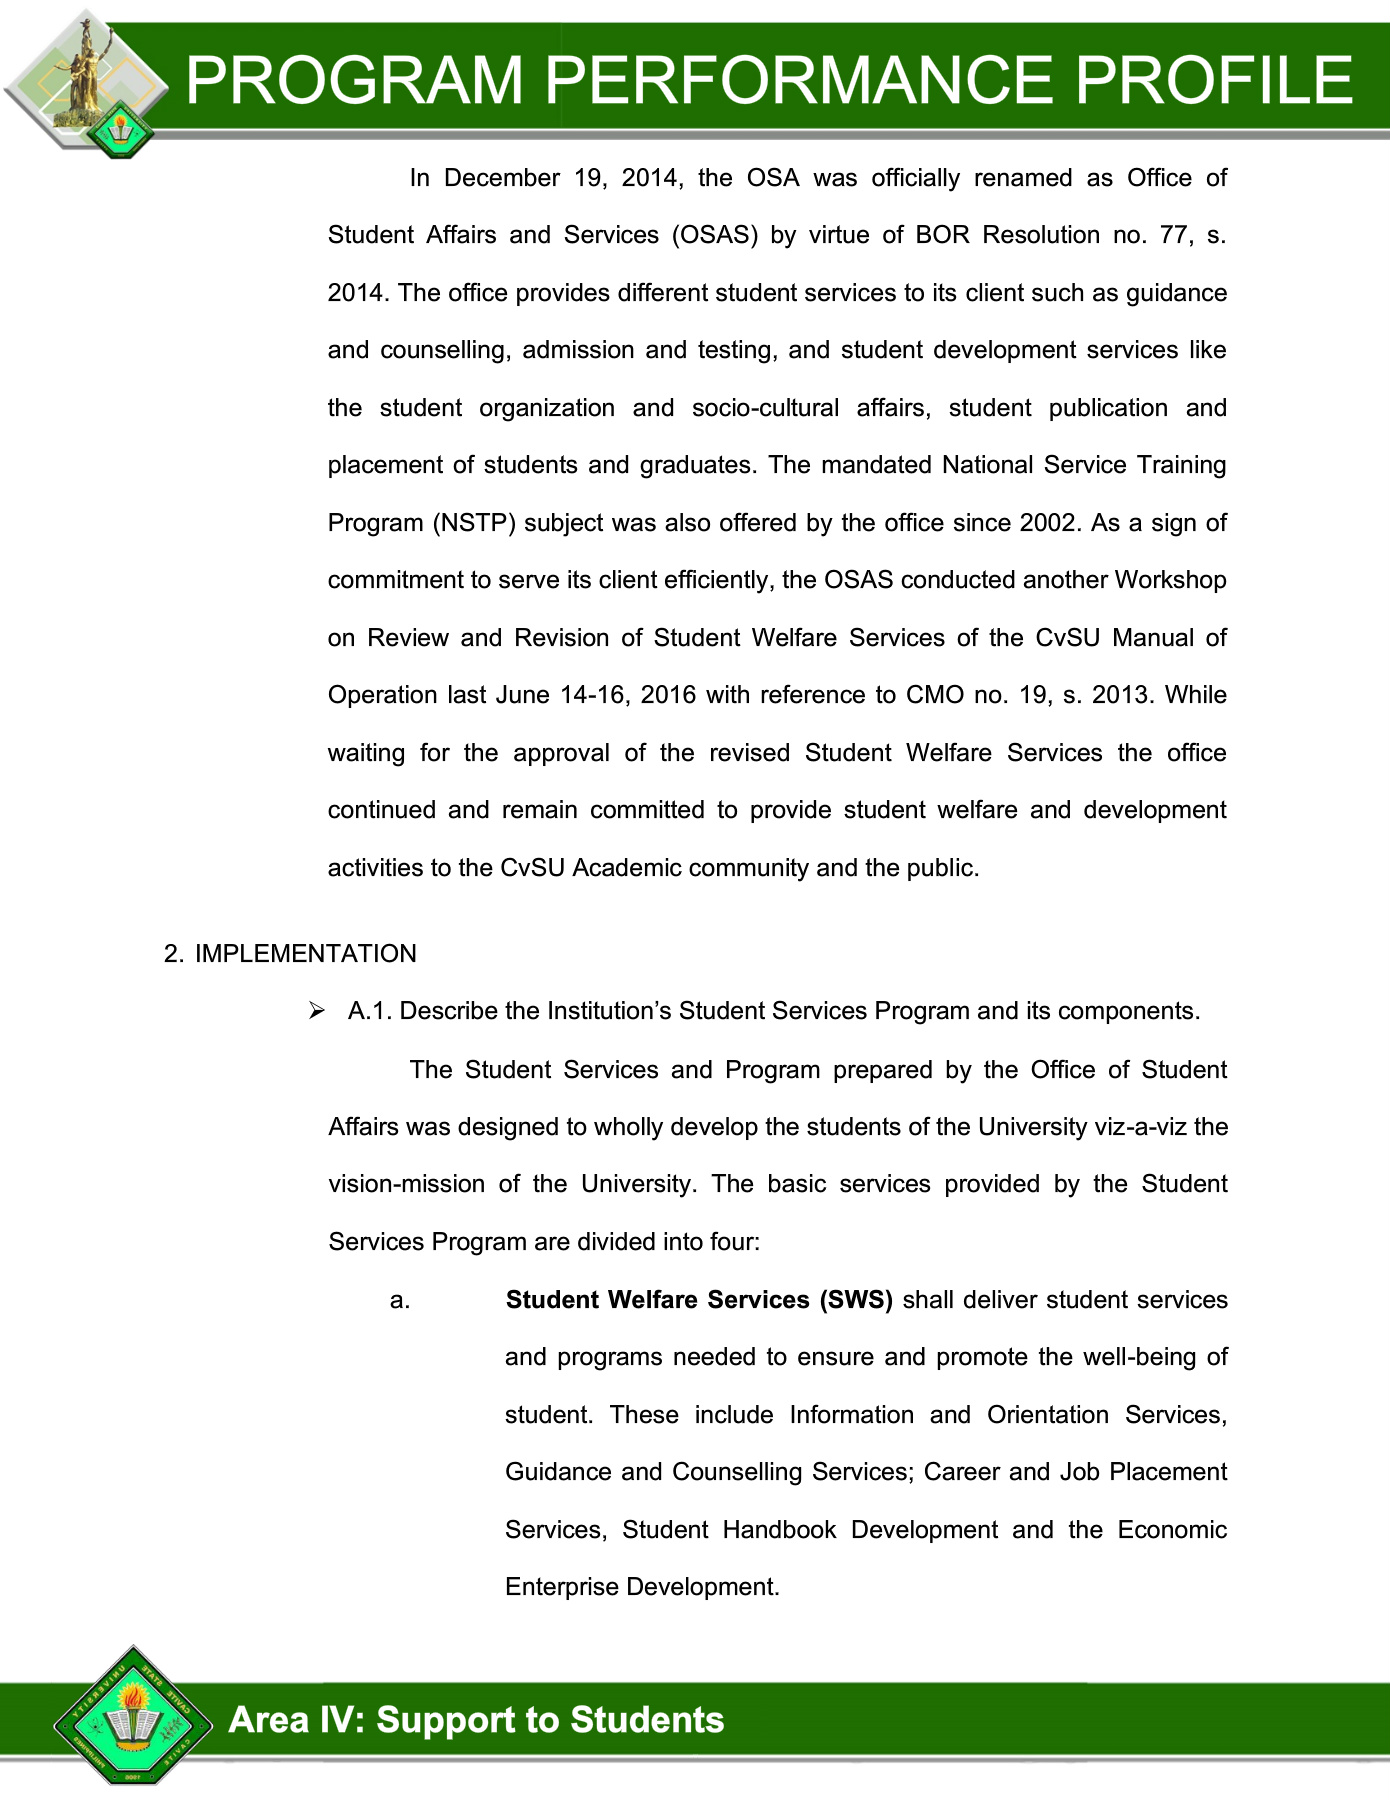 PROGRAM PERFORMANCE PROFILE
In December 19, 2014, the OSA was officially renamed as Office of
Student Affairs and Services (OSAS) by virtue of BOR Resolution no. 77, s.
2014. The office provides different student services to its client such as guidance
and counselling, admission and testing, and student development services like
the student organization and socio-cultural affairs, student publication and
placement of students and graduates. The mandated National Service Training
Program (NSTP) subject was also offered by the office since 2002. As a sign of
commitment to serve its client efficiently, the OSAS conducted another Workshop
on Review and Revision of Student Welfare Services of the CvSU Manual of
Operation last June 14-16, 2016 with reference to CMO no. 19, s. 2013. While
waiting for the approval of the revised Student Welfare Services the office
continued and remain committed to provide student welfare and development
activities to the CvSU Academic community and the public.
2. IMPLEMENTATION
➢ A.1. Describe the Institution’s Student Services Program and its components.
The Student Services and Program prepared by the Office of Student
Affairs was designed to wholly develop the students of the University viz-a-viz the
vision-mission of the University. The basic services provided by the Student
Services Program are divided into four:
a. Student Welfare Services (SWS) shall deliver student services
and programs needed to ensure and promote the well-being of
student. These include Information and Orientation Services,
Guidance and Counselling Services; Career and Job Placement
Services, Student Handbook Development and the Economic
Enterprise Development.
CAVITE STATE UNIVERSITY
CAVITE
PHILIPPINES
Area IV: Support to Students